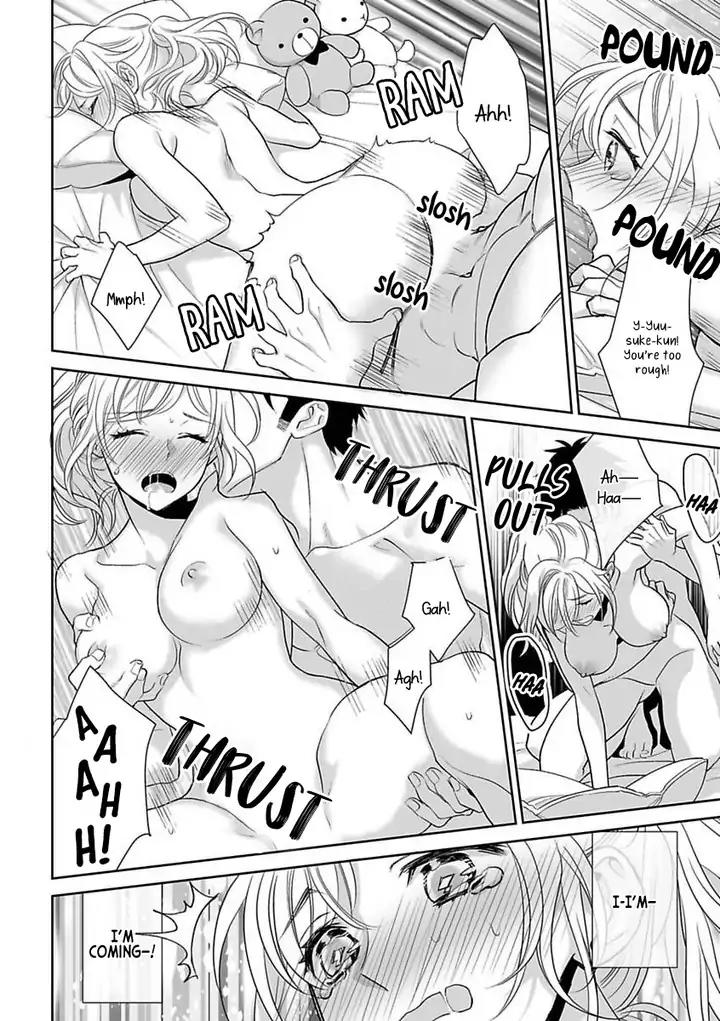 POUND
POUND
Y-Yuu-
suke-kun!
You're too
rough!
Ahh!
RAM
slosh
slosh
RAM
Mmph!
HAA
Ah—
Haa—
PULLS
OUT
HAA
THRUST
Gah!
Agh!
THRUST
AAAHH!
I-I'M—
I'M
COMING—!